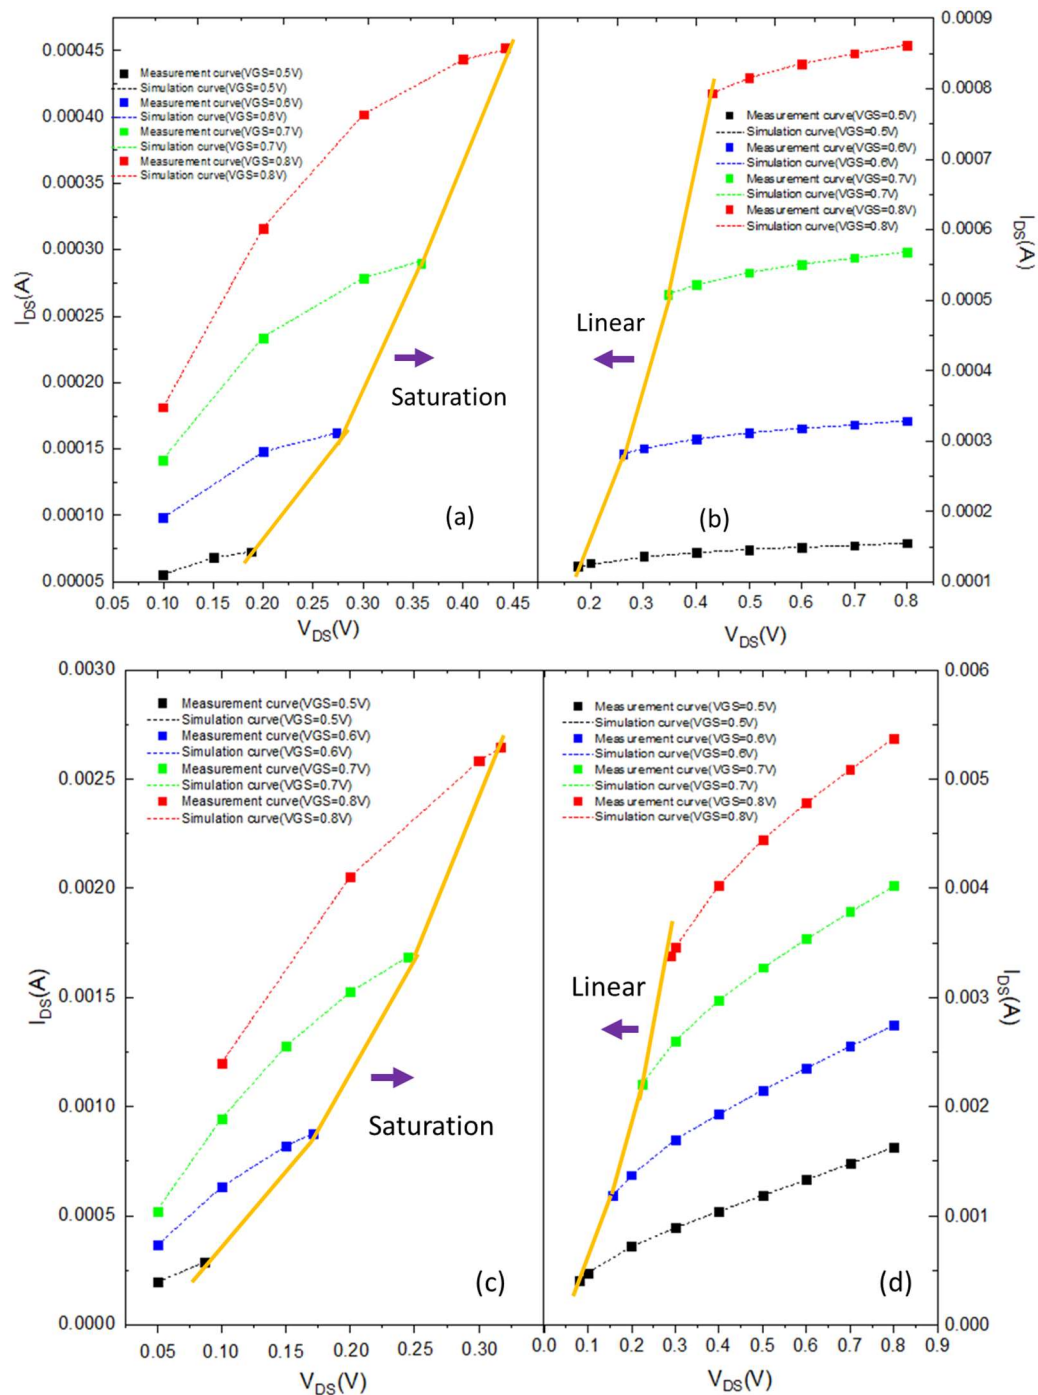 0.00045
0.00040
0.00035
0.00030
0.00025
0.00020
0.00015
0.00010
0.00005
I_DS(A)
Measurement curve(VGS=0.5V)
Simulation curve(VGS=0.5V)
Measurement curve(VGS=0.6V)
Simulation curve(VGS=0.6V)
Measurement curve(VGS=0.7V)
Simulation curve(VGS=0.7V)
Measurement curve(VGS=0.8V)
Simulation curve(VGS=0.8V)
Saturation
(a)
0.05 0.10 0.15 0.20 0.25 0.30 0.35 0.40 0.45
V_DS(V)
Measurement curve(VGS=0.5V)
Simulation curve(VGS=0.5V)
Measurement curve(VGS=0.6V)
Simulation curve(VGS=0.6V)
Measurement curve(VGS=0.7V)
Simulation curve(VGS=0.7V)
Measurement curve(VGS=0.8V)
Simulation curve(VGS=0.8V)
Linear
(b)
0.2 0.3 0.4 0.5 0.6 0.7 0.8
V_DS(V)
0.0009
0.0008
0.0007
0.0006
0.0005
0.0004
0.0003
0.0002
0.0001
I_DS(A)
0.0030
0.0025
0.0020
0.0015
0.0010
0.0005
0.0000
I_DS(A)
Measurement curve(VGS=0.5V)
Simulation curve(VGS=0.5V)
Measurement curve(VGS=0.6V)
Simulation curve(VGS=0.6V)
Measurement curve(VGS=0.7V)
Simulation curve(VGS=0.7V)
Measurement curve(VGS=0.8V)
Simulation curve(VGS=0.8V)
Saturation
(c)
0.05 0.10 0.15 0.20 0.25 0.30
V_DS(V)
Measurement curve(VGS=0.5V)
Simulation curve(VGS=0.5V)
Measurement curve(VGS=0.6V)
Simulation curve(VGS=0.6V)
Measurement curve(VGS=0.7V)
Simulation curve(VGS=0.7V)
Measurement curve(VGS=0.8V)
Simulation curve(VGS=0.8V)
Linear
(d)
0.0 0.1 0.2 0.3 0.4 0.5 0.6 0.7 0.8 0.9
V_DS(V)
0.006
0.005
0.004
0.003
0.002
0.001
0.000
I_DS(A)